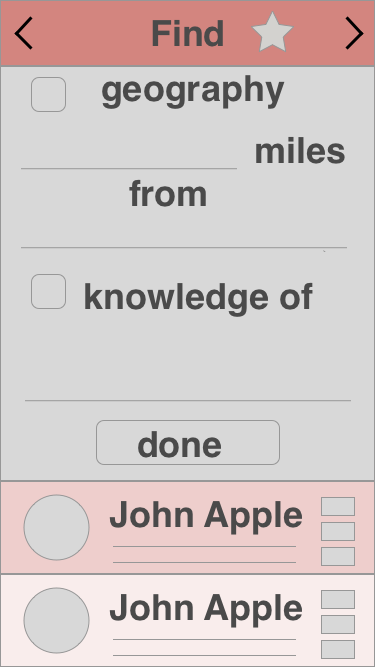 Find
geography
miles
from
knowledge of
done
John Apple
John Apple